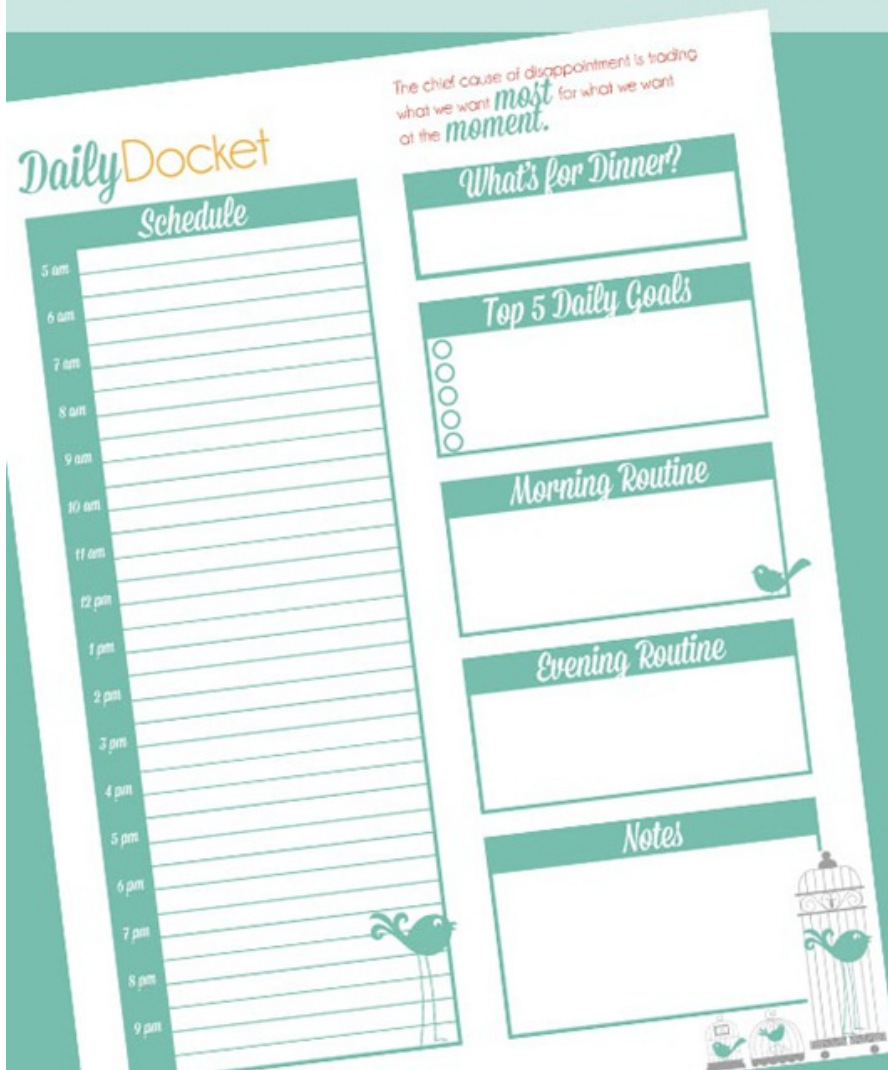 The chief cause of disappointment is trading
what we want most for what we want
at the moment.
Daily Docket
Schedule
5 am
6 am
7 am
8 am
9 am
10 am
11 am
12 pm
1 pm
2 pm
3 pm
4 pm
5 pm
6 pm
7 pm
8 pm
9 pm
What's for Dinner?
Top 5 Daily Goals
Morning Routine
Evening Routine
Notes